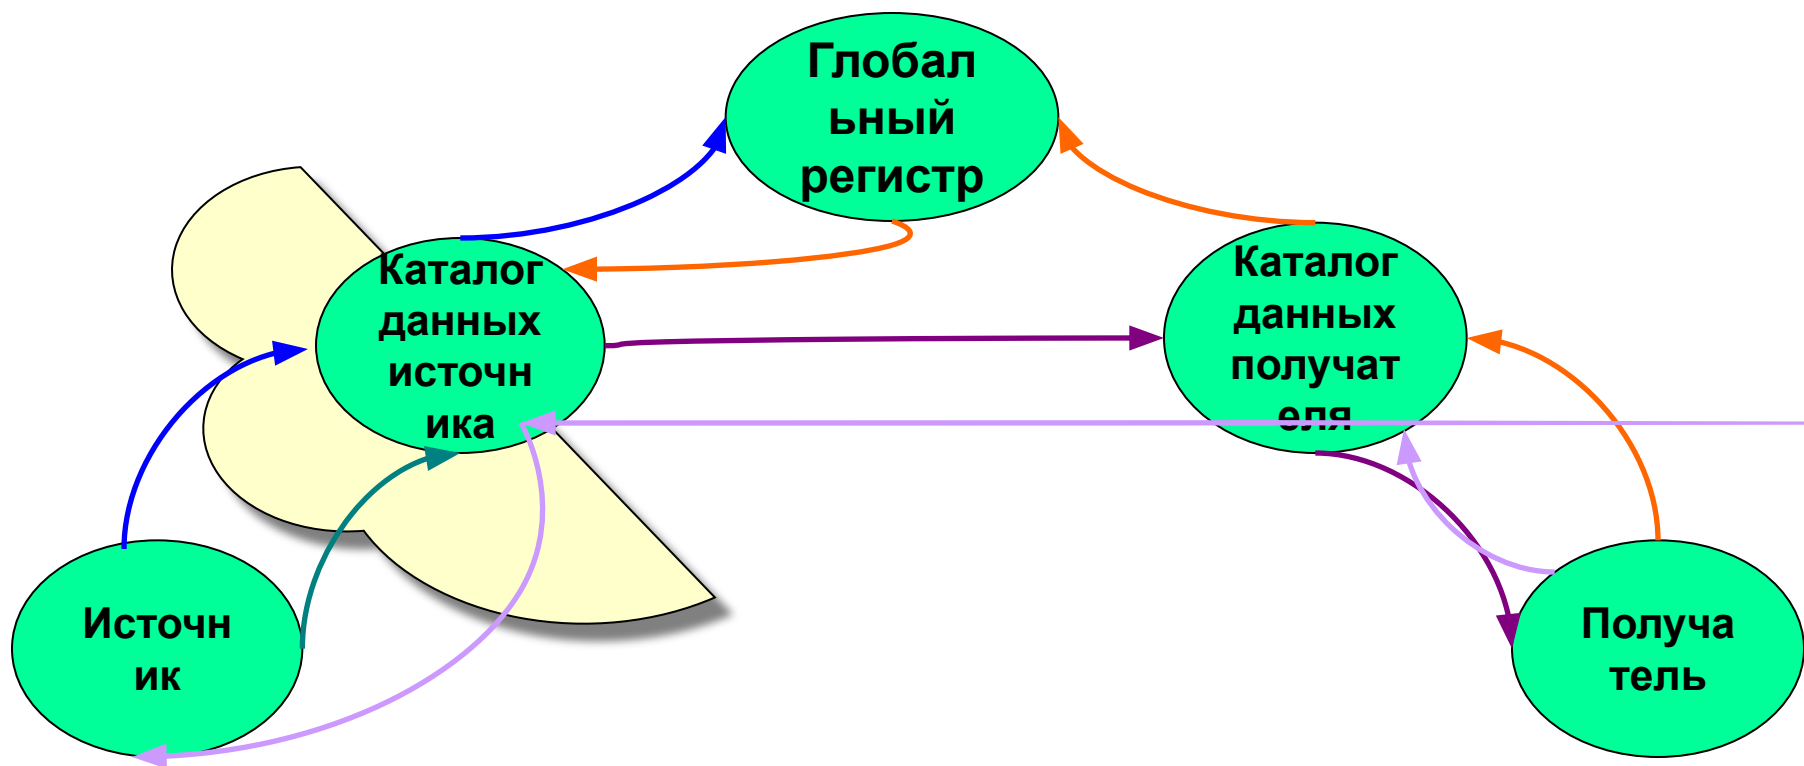 Глобал
ьный
регистр
Каталог
данных
источн
ика
Каталог
данных
получат
еля
Источн
ик
Получа
тель